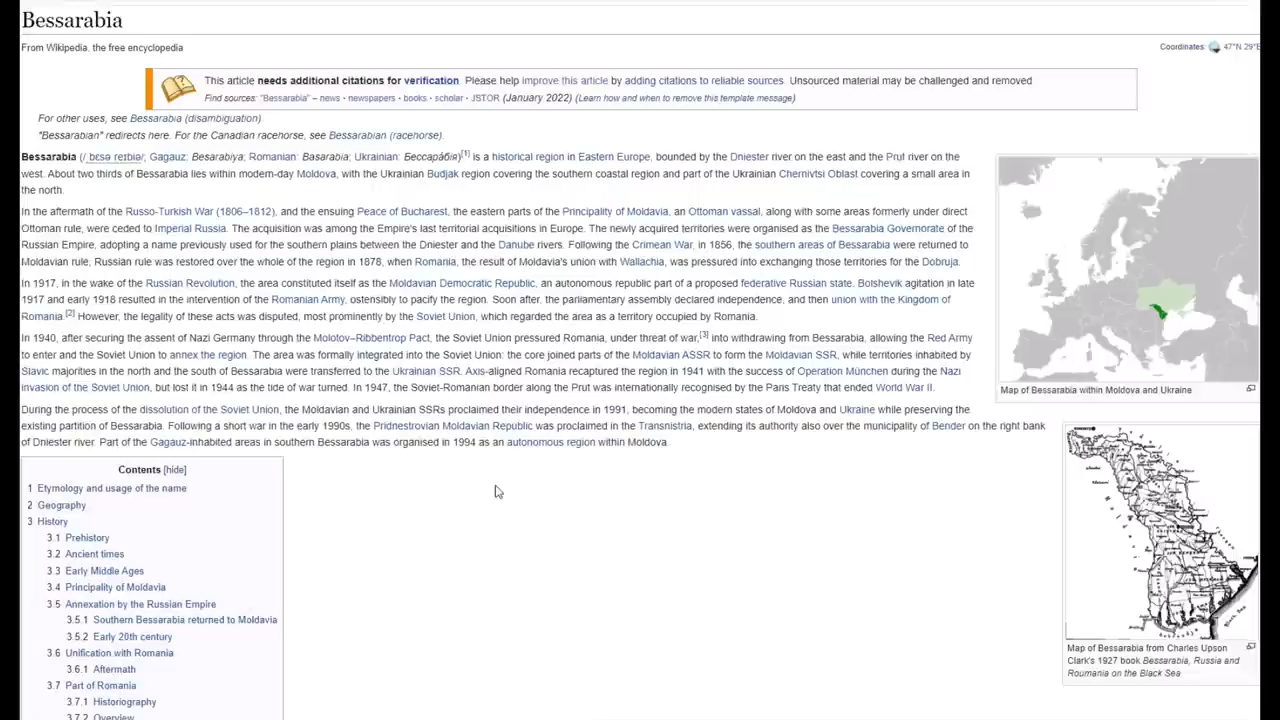 Bessarabia
From Wikipedia, the free encyclopedia
Coordinates: 47°N 29°E
This article needs additional citations for verification. Please help improve this article by adding citations to reliable sources. Unsourced material may be challenged and removed
Find sources: "Bessarabia" – news · newspapers · books · scholar · JSTOR (January 2022) (Learn how and when to remove this template message)
For other uses, see Bessarabia (disambiguation).
"Bessarabian" redirects here. For the Canadian racehorse, see Bessarabian (racehorse).
Bessarabia (/ˌbɛsəˈreɪbiə/; Gagauz: Besarabiya; Romanian: Basarabia; Ukrainian: Бессара́бія)[1] is a historical region in Eastern Europe, bounded by the Dniester river on the east and the Prut river on the
west. About two thirds of Bessarabia lies within modern-day Moldova, with the Ukrainian Budjak region covering the southern coastal region and part of the Ukrainian Chernivtsi Oblast covering a small area in
the north.
In the aftermath of the Russo-Turkish War (1806–1812), and the ensuing Peace of Bucharest, the eastern parts of the Principality of Moldavia, an Ottoman vassal, along with some areas formerly under direct
Ottoman rule, were ceded to Imperial Russia. The acquisition was among the Empire's last territorial acquisitions in Europe. The newly acquired territories were organised as the Bessarabia Governorate of the
Russian Empire, adopting a name previously used for the southern plains between the Dniester and the Danube rivers. Following the Crimean War, in 1856, the southern areas of Bessarabia were returned to
Moldavian rule; Russian rule was restored over the whole of the region in 1878, when Romania, the result of Moldavia's union with Wallachia, was pressured into exchanging those territories for the Dobruja.
In 1917, in the wake of the Russian Revolution, the area constituted itself as the Moldavian Democratic Republic, an autonomous republic part of a proposed federative Russian state. Bolshevik agitation in late
1917 and early 1918 resulted in the intervention of the Romanian Army, ostensibly to pacify the region. Soon after, the parliamentary assembly declared independence, and then union with the Kingdom of
Romania.[2] However, the legality of these acts was disputed, most prominently by the Soviet Union, which regarded the area as a territory occupied by Romania.
In 1940, after securing the assent of Nazi Germany through the Molotov–Ribbentrop Pact, the Soviet Union pressured Romania, under threat of war,[3] into withdrawing from Bessarabia, allowing the Red Army
to enter and the Soviet Union to annex the region. The area was formally integrated into the Soviet Union: the core joined parts of the Moldavian ASSR to form the Moldavian SSR, while territories inhabited by
Slavic majorities in the north and the south of Bessarabia were transferred to the Ukrainian SSR. Axis-aligned Romania recaptured the region in 1941 with the success of Operation München during the Nazi
invasion of the Soviet Union, but lost it in 1944 as the tide of war turned. In 1947, the Soviet-Romanian border along the Prut was internationally recognised by the Paris Treaty that ended World War II.
During the process of the dissolution of the Soviet Union, the Moldavian and Ukrainian SSRs proclaimed their independence in 1991, becoming the modern states of Moldova and Ukraine while preserving the
existing partition of Bessarabia. Following a short war in the early 1990s, the Pridnestrovian Moldavian Republic was proclaimed in the Transnistria, extending its authority also over the municipality of Bender on the right bank
of Dniester river. Part of the Gagauz-inhabited areas in southern Bessarabia was organised in 1994 as an autonomous region within Moldova.
Map of Bessarabia within Moldova and Ukraine
Map of Bessarabia from Charles Upson
Clark's 1927 book Bessarabia, Russia and
Roumania on the Black Sea
Contents [hide]
1 Etymology and usage of the name
2 Geography
3 History
3.1 Prehistory
3.2 Ancient times
3.3 Early Middle Ages
3.4 Principality of Moldavia
3.5 Annexation by the Russian Empire
3.5.1 Southern Bessarabia returned to Moldavia
3.5.2 Early 20th century
3.6 Unification with Romania
3.6.1 Aftermath
3.7 Part of Romania
3.7.1 Historiography
3.7.2 Overview